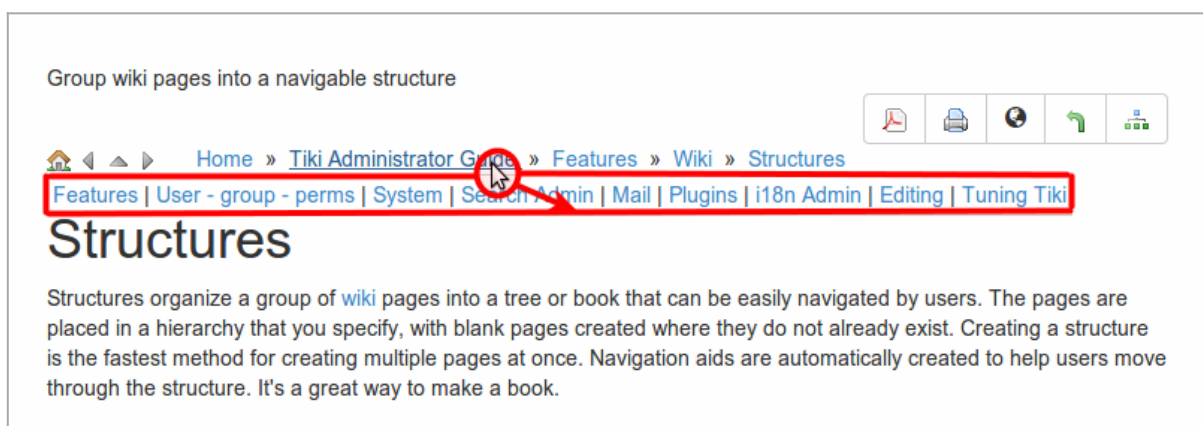 Group wiki pages into a navigable structure
Home » Tiki Administrator Guide » Features » Wiki » Structures
Features | User - group - perms | System | Search Admin | Mail | Plugins | i18n Admin | Editing | Tuning Tiki
Structures
Structures organize a group of wiki pages into a tree or book that can be easily navigated by users. The pages are
placed in a hierarchy that you specify, with blank pages created where they do not already exist. Creating a structure
is the fastest method for creating multiple pages at once. Navigation aids are automatically created to help users move
through the structure. It's a great way to make a book.